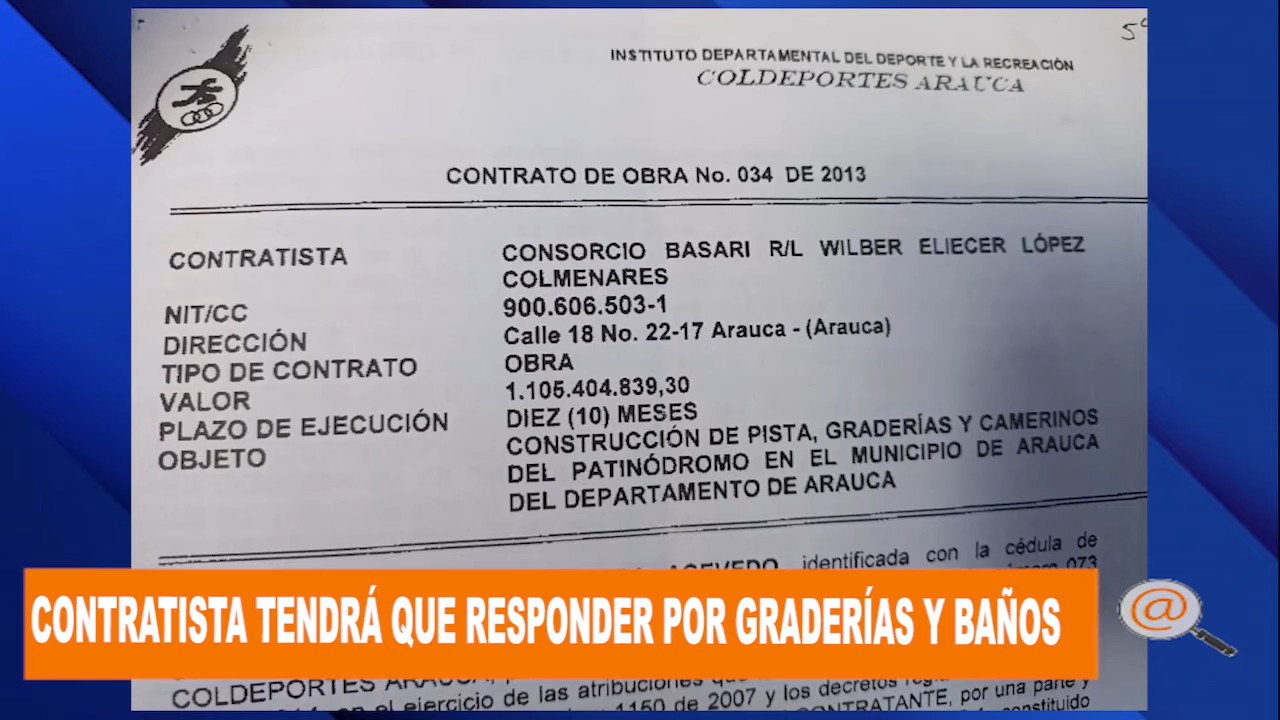 5
INSTITUTO DEPARTAMENTAL DEL DEPORTE Y LA RECREACIÓN
COLDEPORTES ARAUCA
CONTRATO DE OBRA No. 034 DE 2013
CONTRATISTA CONSORCIO BASARI R/L WILBER ELIECER LÓPEZ
COLMENARES
NIT/CC 900.606.503-1
DIRECCIÓN Calle 18 No. 22-17 Arauca - (Arauca)
TIPO DE CONTRATO OBRA
VALOR 1.105.404.839,30
PLAZO DE EJECUCIÓN DIEZ (10) MESES
OBJETO CONSTRUCCIÓN DE PISTA, GRADERÍAS Y CAMERINOS
DEL PATINÓDROMO EN EL MUNICIPIO DE ARAUCA
DEL DEPARTAMENTO DE ARAUCA
ACEVEDO, identificada con la cédula de
073
CONTRATISTA TENDRÁ QUE RESPONDER POR GRADERÍAS Y BAÑOS
@
COLDEPORTES ARAUCA,
en el ejercicio de las atribuciones
1150 de 2007 y los decretos
CONTRATANTE, por una parte y
constituido